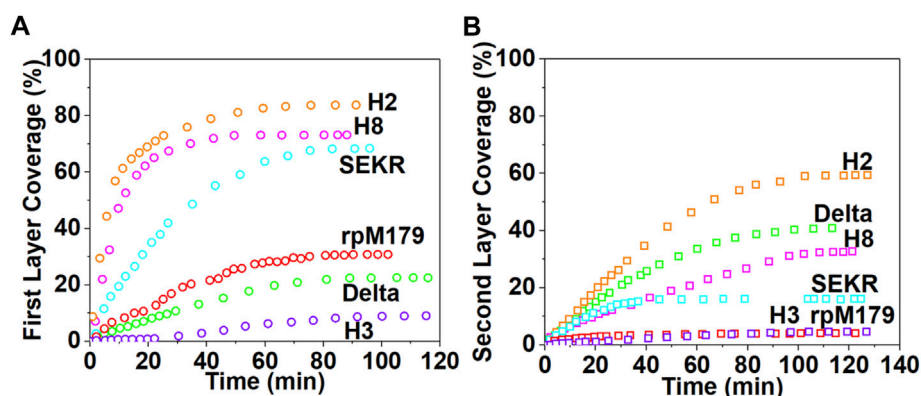 A
First Layer Coverage (%)
100
80
60
40
20
0
H2
H8
SEKR
rpM179
Delta
H3
0 20 40 60 80 100 120
Time (min)
B
Second Layer Coverage (%)
100
80
60
40
20
0
H2
Delta
H8
SEKR
H3 rpM179
0 20 40 60 80 100 120 140
Time (min)